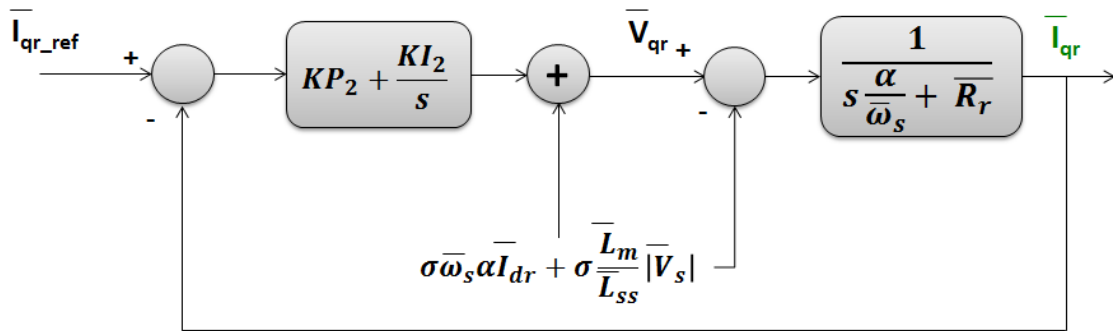 I̅qr_ref
+
-
KP₂ + KI₂/s
+
V̅qr
+
-
1/(s α/ω̅ₛ + R̅ᵣ)
I̅qr
σω̅ₛαI̅dr + σ L̅m/L̅ss |V̅ₛ|